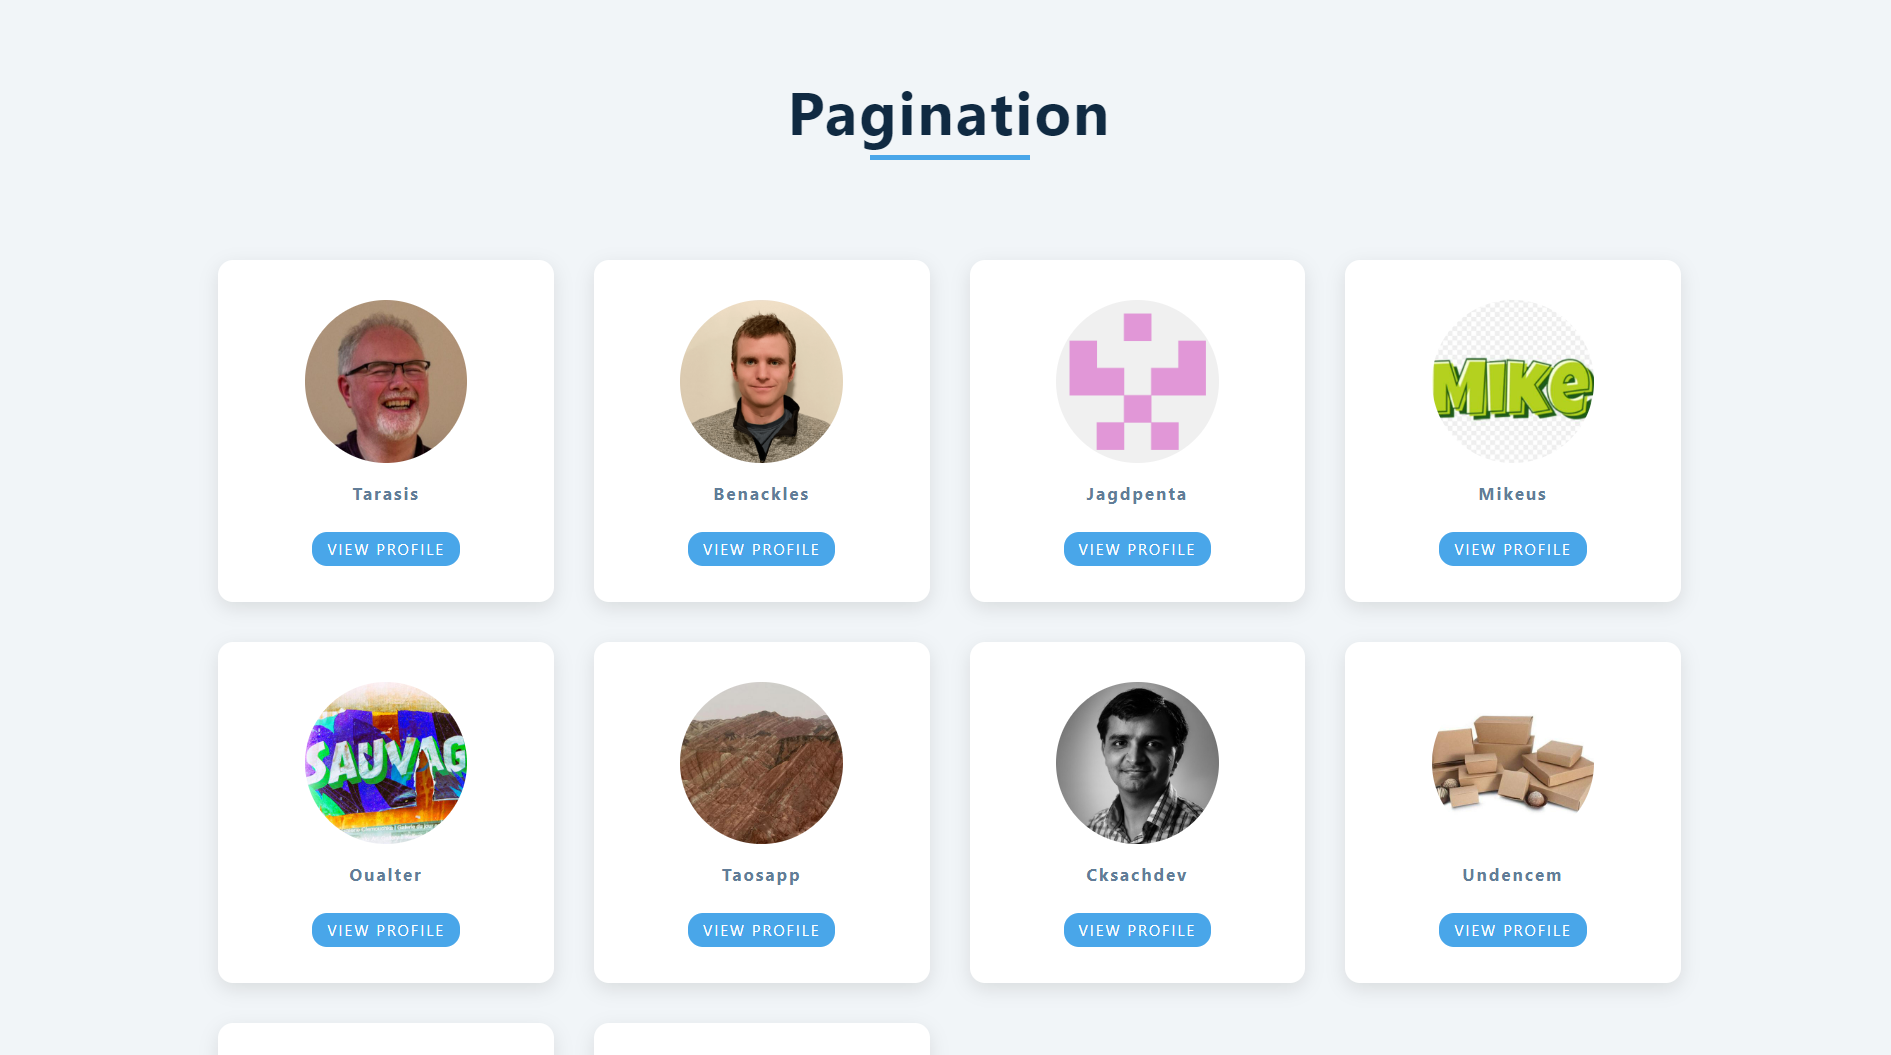 Pagination
MIKE
Tarasis
Benackles
Jagdpenta
Mikeus
VIEW PROFILE
VIEW PROFILE
VIEW PROFILE
VIEW PROFILE
SAUVAG
Oualter
Taosapp
Cksachdev
Undencem
VIEW PROFILE
VIEW PROFILE
VIEW PROFILE
VIEW PROFILE